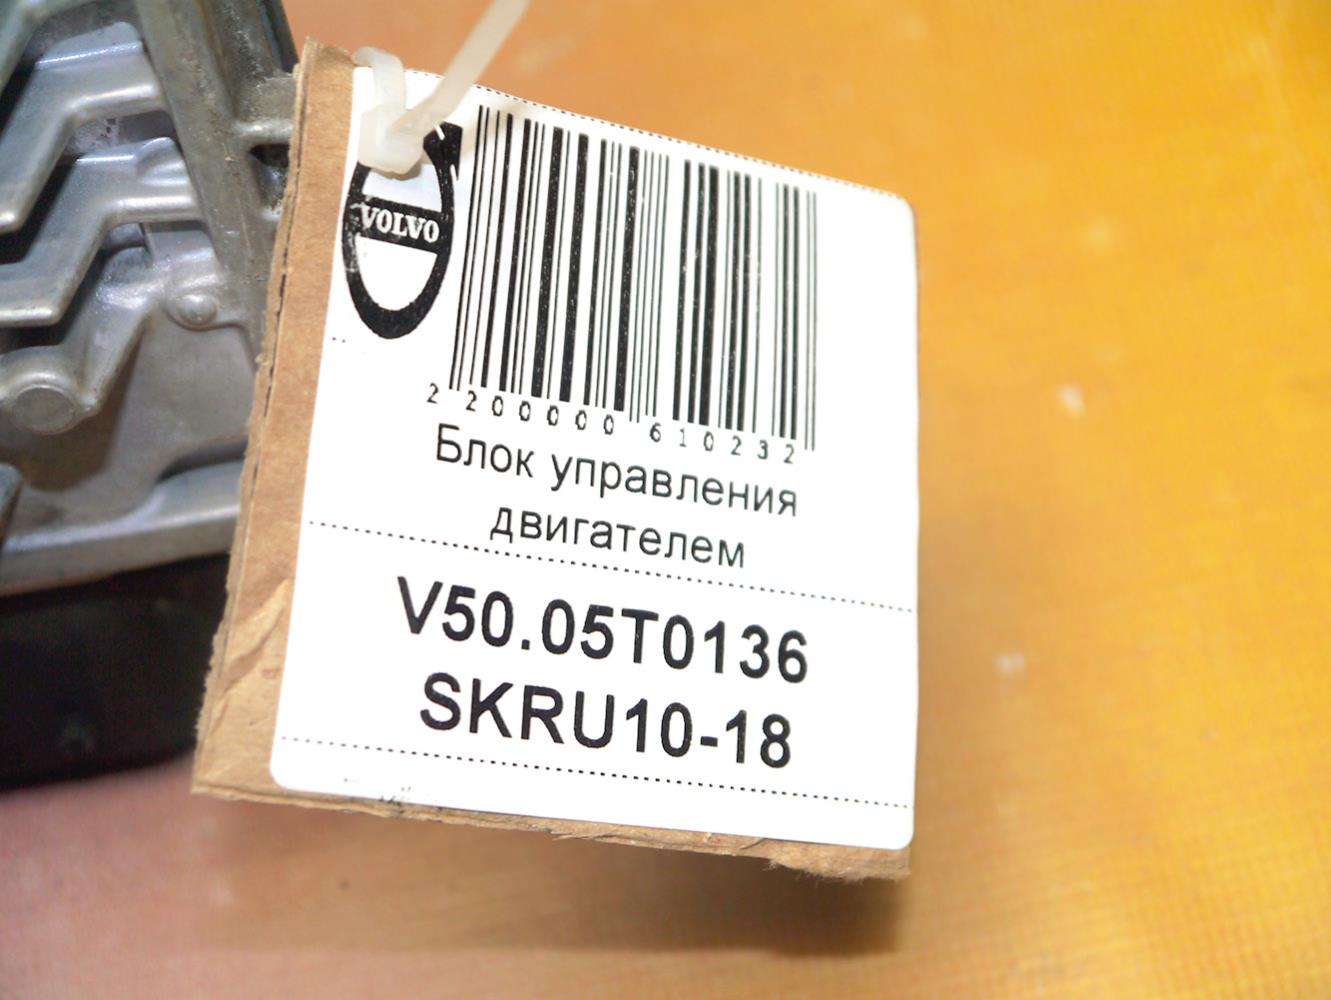 VOLVO
2 200000 610232
Блок управления
двигателем
V50.05T0136
SKRU10-18